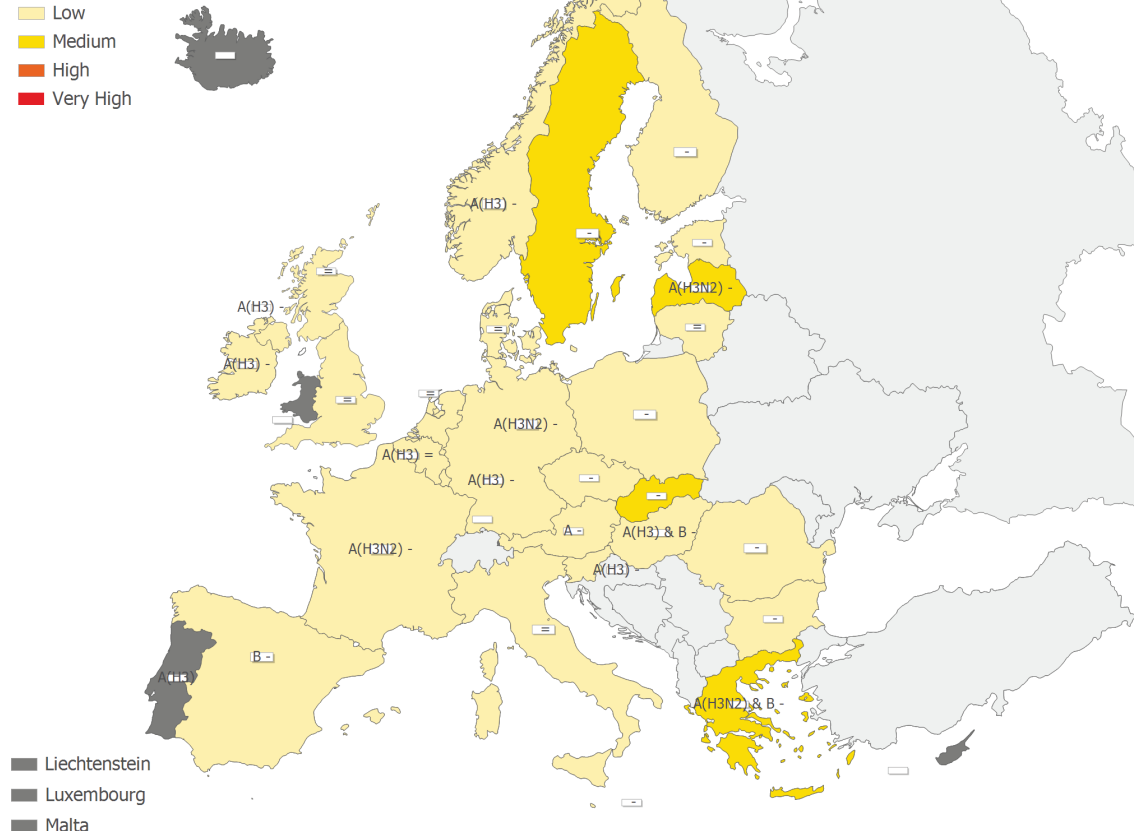 Low
Medium
High
Very High
-
-
A(H3) -
-
-
=
A(H3N2) -
A(H3) -
=
=
A(H3) -
=
=
-
A(H3N2) -
A(H3) =
A(H3) -
-
-
A -
A(H3) & B -
A(H3N2) -
-
A(H3) -
-
=
B -
A(H3)
A(H3N2) & B -
-
Liechtenstein
Luxembourg
Malta